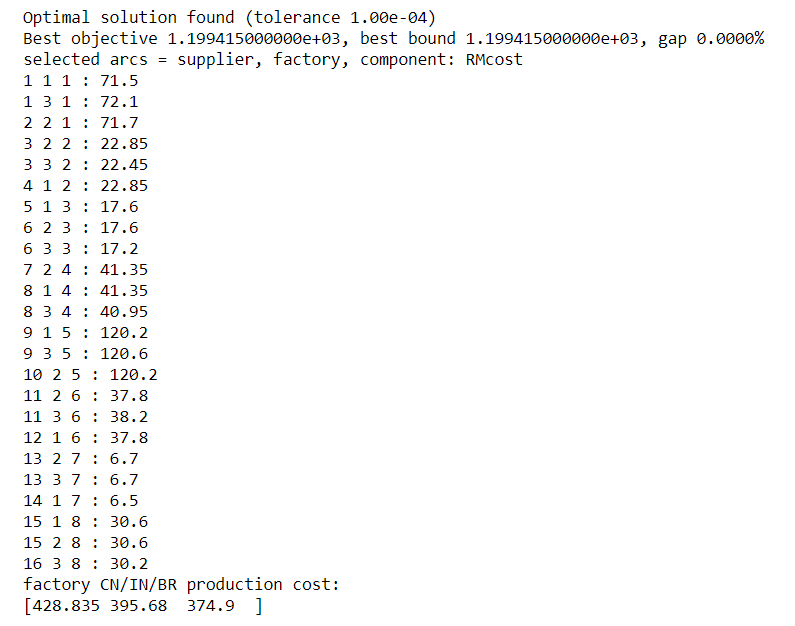 Optimal solution found (tolerance 1.00e-04)
Best objective 1.199415000000e+03, best bound 1.199415000000e+03, gap 0.0000%
selected arcs = supplier, factory, component: RMcost
1 1 1 : 71.5
1 3 1 : 72.1
2 2 1 : 71.7
3 2 2 : 22.85
3 3 2 : 22.45
4 1 2 : 22.85
5 1 3 : 17.6
6 2 3 : 17.6
6 3 3 : 17.2
7 2 4 : 41.35
8 1 4 : 41.35
8 3 4 : 40.95
9 1 5 : 120.2
9 3 5 : 120.6
10 2 5 : 120.2
11 2 6 : 37.8
11 3 6 : 38.2
12 1 6 : 37.8
13 2 7 : 6.7
13 3 7 : 6.7
14 1 7 : 6.5
15 1 8 : 30.6
15 2 8 : 30.6
16 3 8 : 30.2
factory CN/IN/BR production cost:
[428.835 395.68  374.9  ]